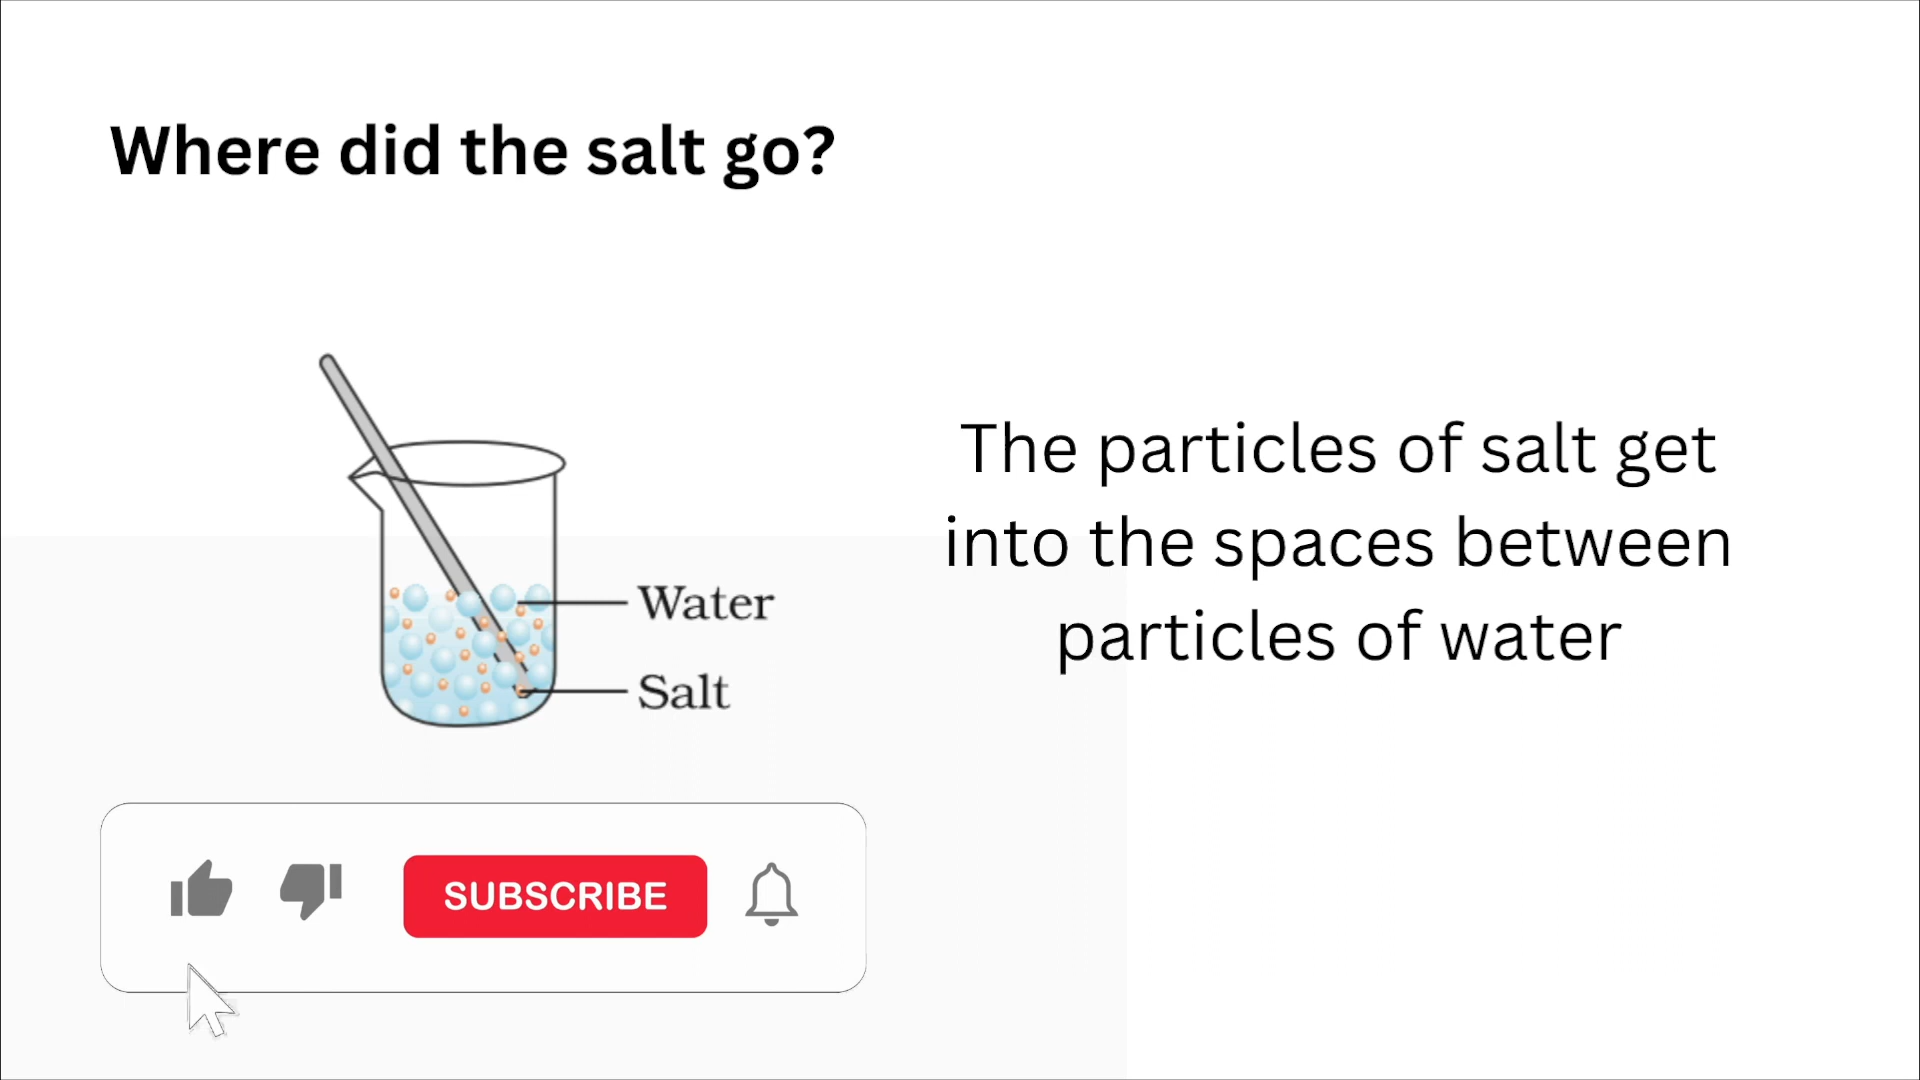 Where did the salt go?
Water
Salt
The particles of salt get
into the spaces between
particles of water
SUBSCRIBE